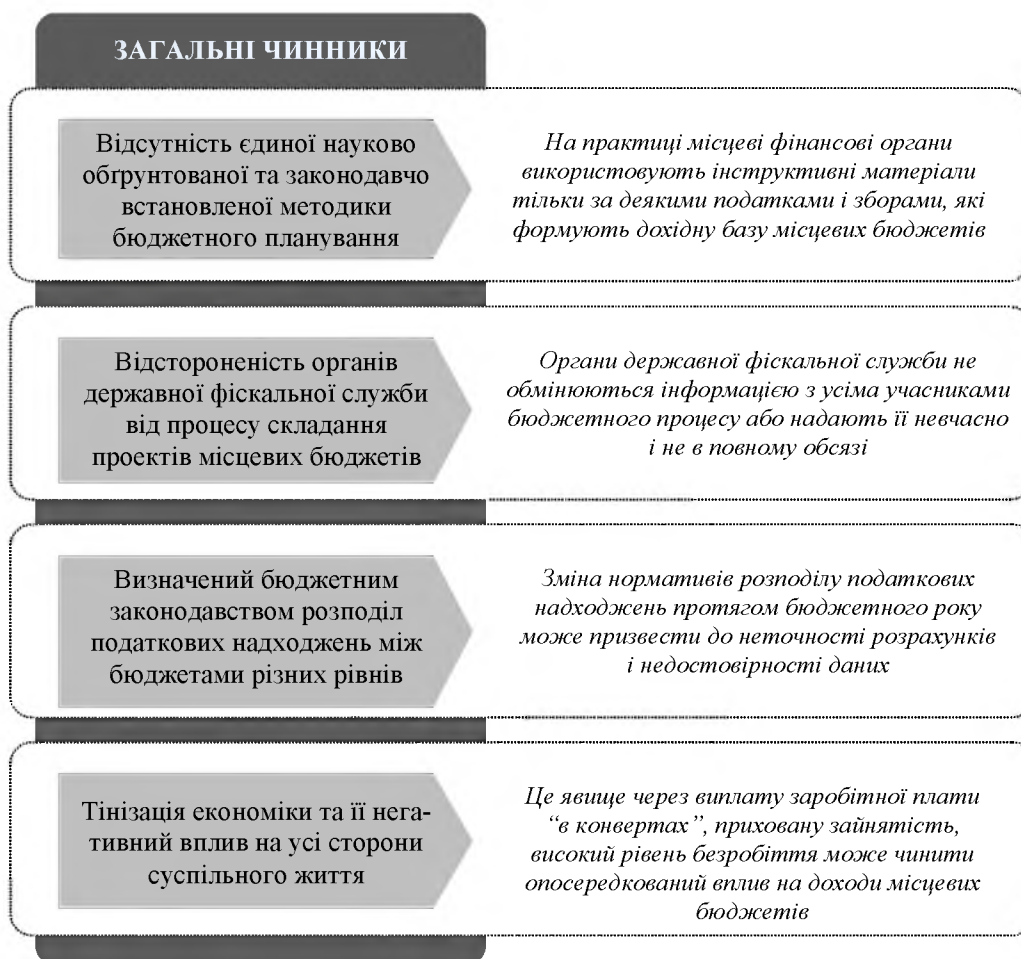 ЗАГАЛЬНІ ЧИННИКИ
Відсутність єдиної науково
обґрунтованої та законодавчо
встановленої методики
бюджетного планування
На практиці місцеві фінансові органи
використовують інструктивні матеріали
тільки за деякими податками і зборами, які
формують дохідну базу місцевих бюджетів
Відстороненість органів
державної фіскальної служби
від процесу складання
проектів місцевих бюджетів
Органи державної фіскальної служби не
обмінюються інформацією з усіма учасниками
бюджетного процесу або надають її невчасно
і не в повному обсязі
Визначений бюджетним
законодавством розподіл
податкових надходжень між
бюджетами різних рівнів
Зміна нормативів розподілу податкових
надходжень протягом бюджетного року
може призвести до неточності розрахунків
і недостовірності даних
Тінізація економіки та її нега-
тивний вплив на усі сторони
суспільного життя
Це явище через виплату заробітної плати
“в конвертах”, приховану зайнятість,
високий рівень безробіття може чинити
опосередкований вплив на доходи місцевих
бюджетів